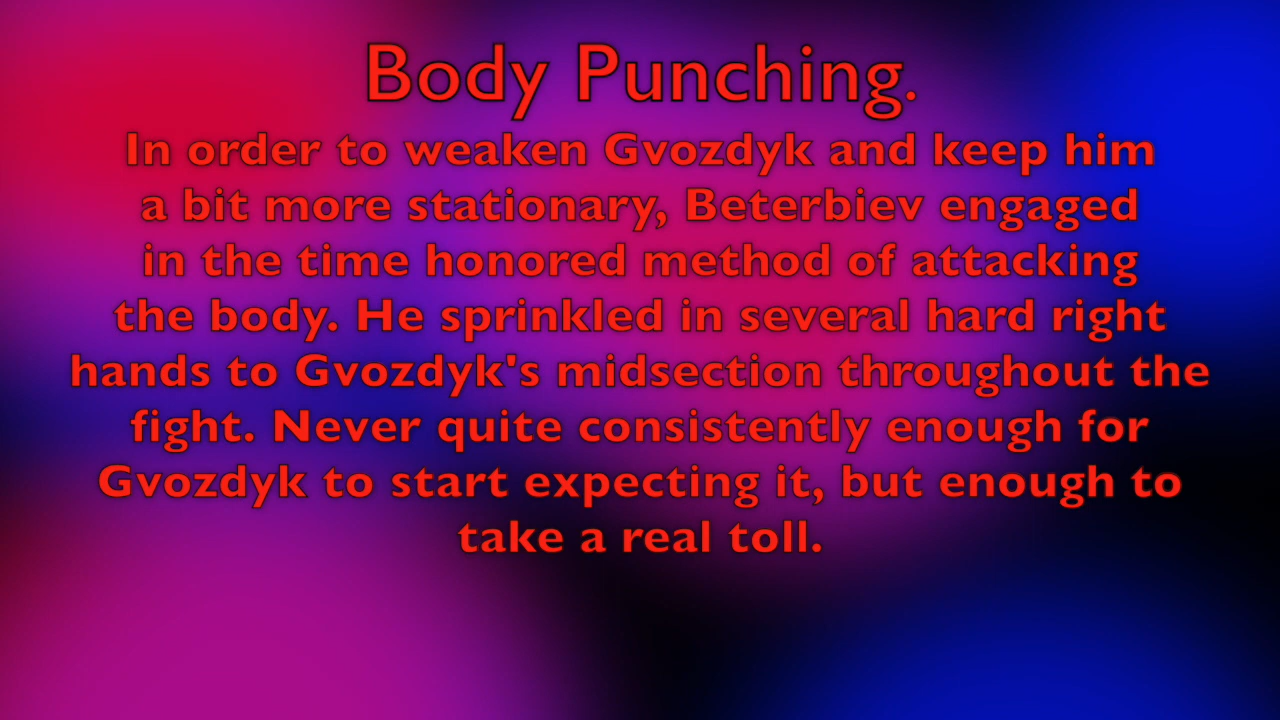 Body Punching.
In order to weaken Gvozdyk and keep him
a bit more stationary, Beterbiev engaged
in the time honored method of attacking
the body. He sprinkled in several hard right
hands to Gvozdyk's midsection throughout the
fight. Never quite consistently enough for
Gvozdyk to start expecting it, but enough to
take a real toll.